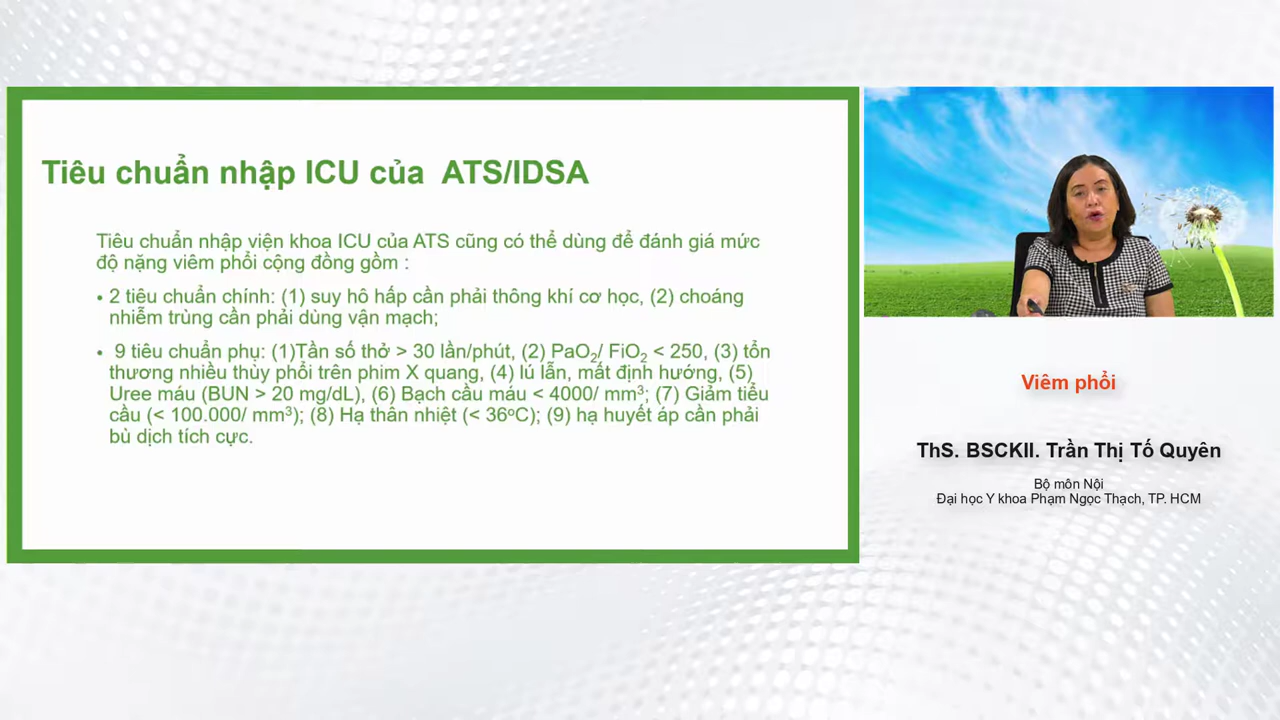 Tiêu chuẩn nhập ICU của ATS/IDSA
Tiêu chuẩn nhập viện khoa ICU của ATS cũng có thể dùng để đánh giá mức
độ nặng viêm phổi cộng đồng gồm :
• 2 tiêu chuẩn chính: (1) suy hô hấp cần phải thông khí cơ học, (2) choáng
nhiễm trùng cần phải dùng vận mạch;
• 9 tiêu chuẩn phụ: (1)Tần số thở > 30 lần/phút, (2) PaO₂/ FiO₂ < 250, (3) tổn
thương nhiều thùy phổi trên phim X quang, (4) lú lẫn, mất định hướng, (5)
Uree máu (BUN > 20 mg/dL), (6) Bạch cầu máu < 4000/ mm³; (7) Giảm tiểu
cầu (< 100.000/ mm³); (8) Hạ thân nhiệt (< 36ᵒC); (9) hạ huyết áp cần phải
bù dịch tích cực.
Viêm phổi
ThS. BSCKII. Trần Thị Tố Quyên
Bộ môn Nội
Đại học Y khoa Phạm Ngọc Thạch, TP. HCM